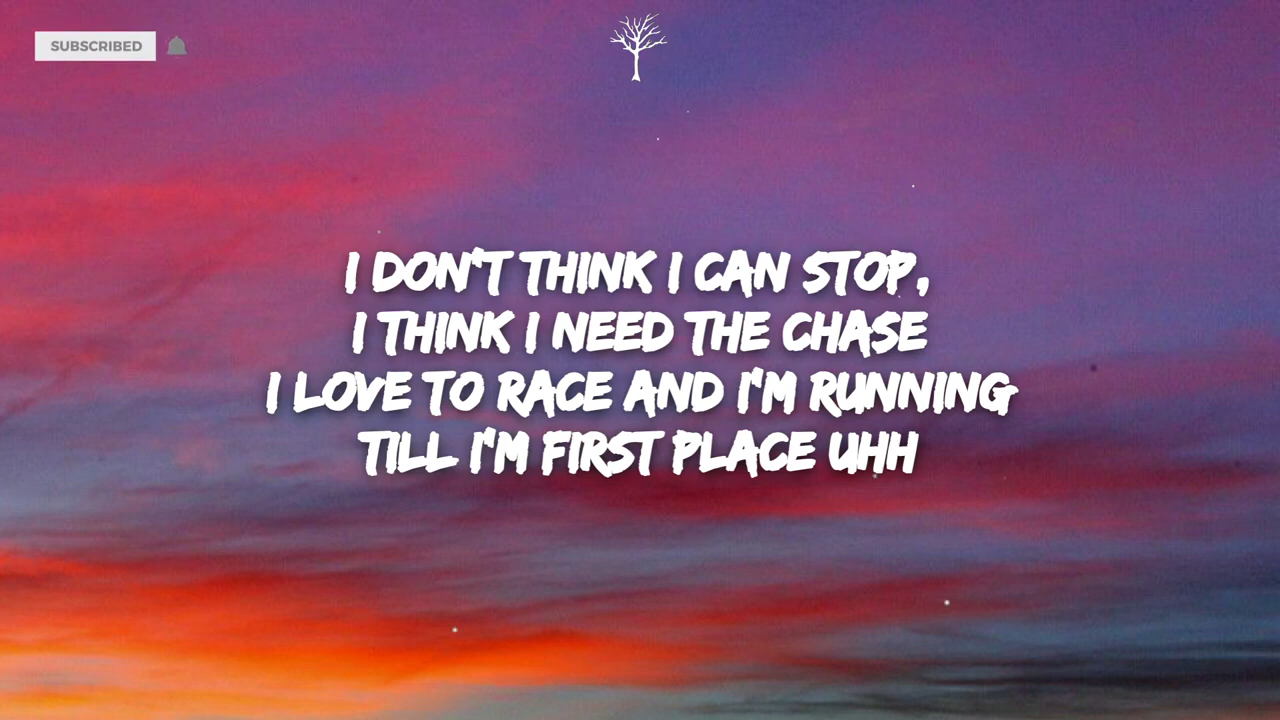 SUBSCRIBED
I DON'T THINK I CAN STOP,
I THINK I NEED THE CHASE
I LOVE TO RACE AND I'M RUNNING
TILL I'M FIRST PLACE UHH